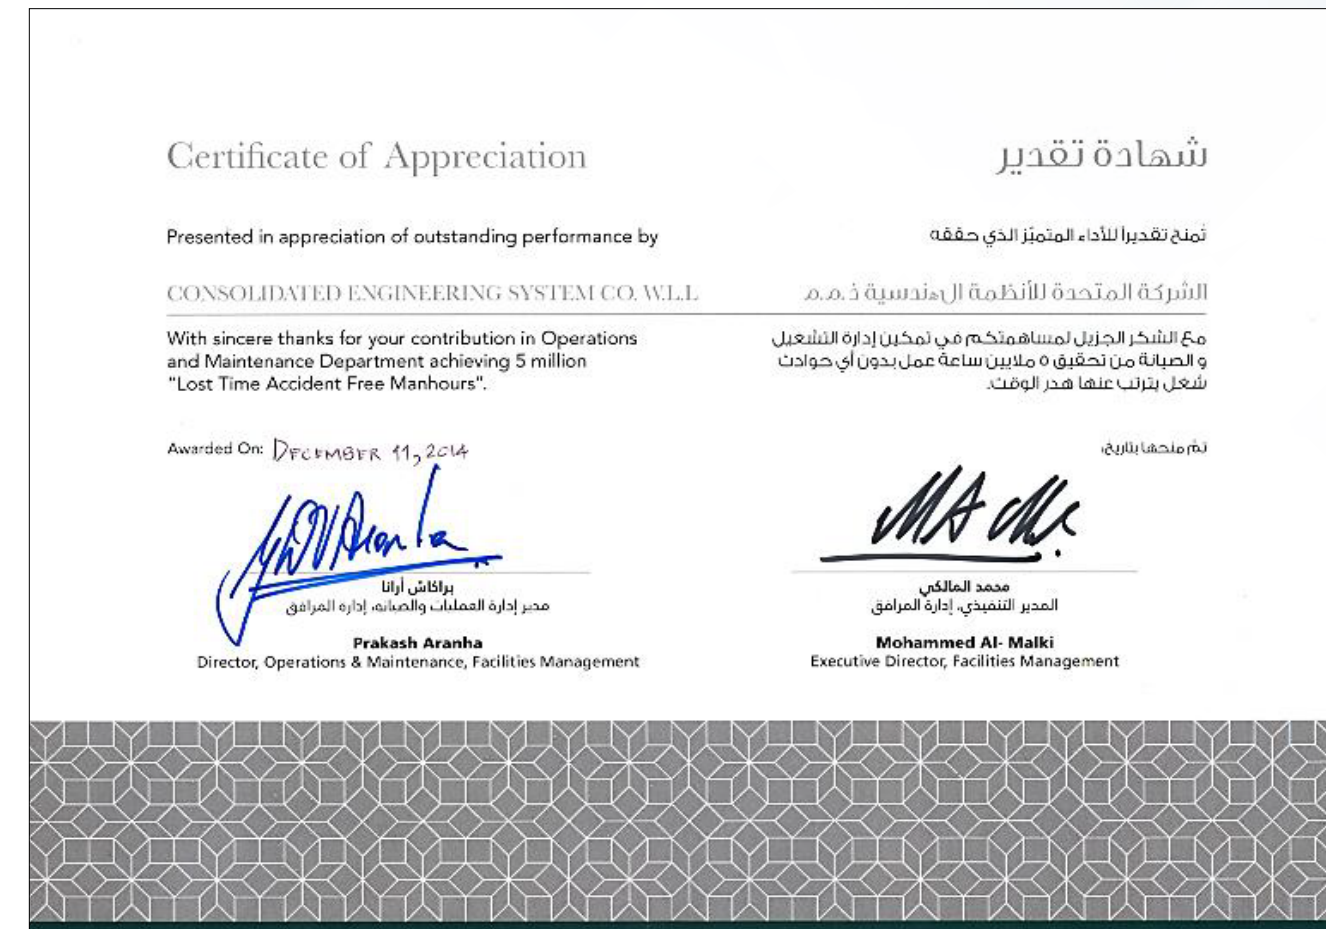 Certificate of Appreciation
شهادة تقدير
Presented in appreciation of outstanding performance by
تُمنح تقديراً للأداء المتميّز الذي حققه
CONSOLIDATED ENGINEERING SYSTEM CO. W.L.L
الشركة المتحدة للأنظمة الهندسية ذ.م.م
With sincere thanks for your contribution in Operations
and Maintenance Department achieving 5 million
"Lost Time Accident Free Manhours".
مع الشكر الجزيل لمساهمتكم في تمكين إدارة التشغيل
و الصيانة من تحقيق ٥ ملايين ساعة عمل بدون أي حوادث
شغل يترتب عنها هدر الوقت.
Awarded On: DECEMBER 11, 2014
تمّ منحها بتاريخ:
براكاش أرانا
مدير إدارة العمليات والصيانه، إدارة المرافق
Prakash Aranha
Director, Operations & Maintenance, Facilities Management
محمد المالكي
المدير التنفيذي، إدارة المرافق
Mohammed Al- Malki
Executive Director, Facilities Management